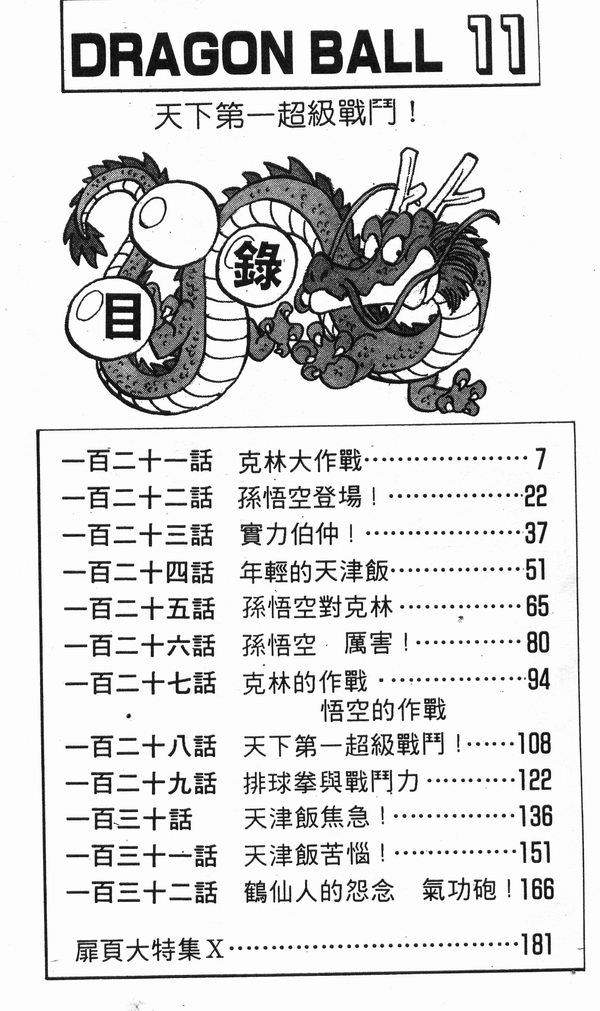 DRAGON BALL 11
天下第一超級戰鬥!
目錄
一百二十一話 克林大作戰………………… 7
一百二十二話 孫悟空登場! ………………22
一百二十三話 實力伯仲! …………………37
一百二十四話 年輕的天津飯………………51
一百二十五話 孫悟空對克林 ……………65
一百二十六話 孫悟空 厲害!……………80
一百二十七話 克林的作戰 ………………94
悟空的作戰
一百二十八話 天下第一超級戰鬥!……108
一百二十九話 排球拳與戰鬥力 …………122
一百三十話 天津飯焦急! ……………136
一百三十一話 天津飯苦惱! ……………151
一百三十二話 鶴仙人的怨念 氣功砲!166
扉頁大特集X………………………………181